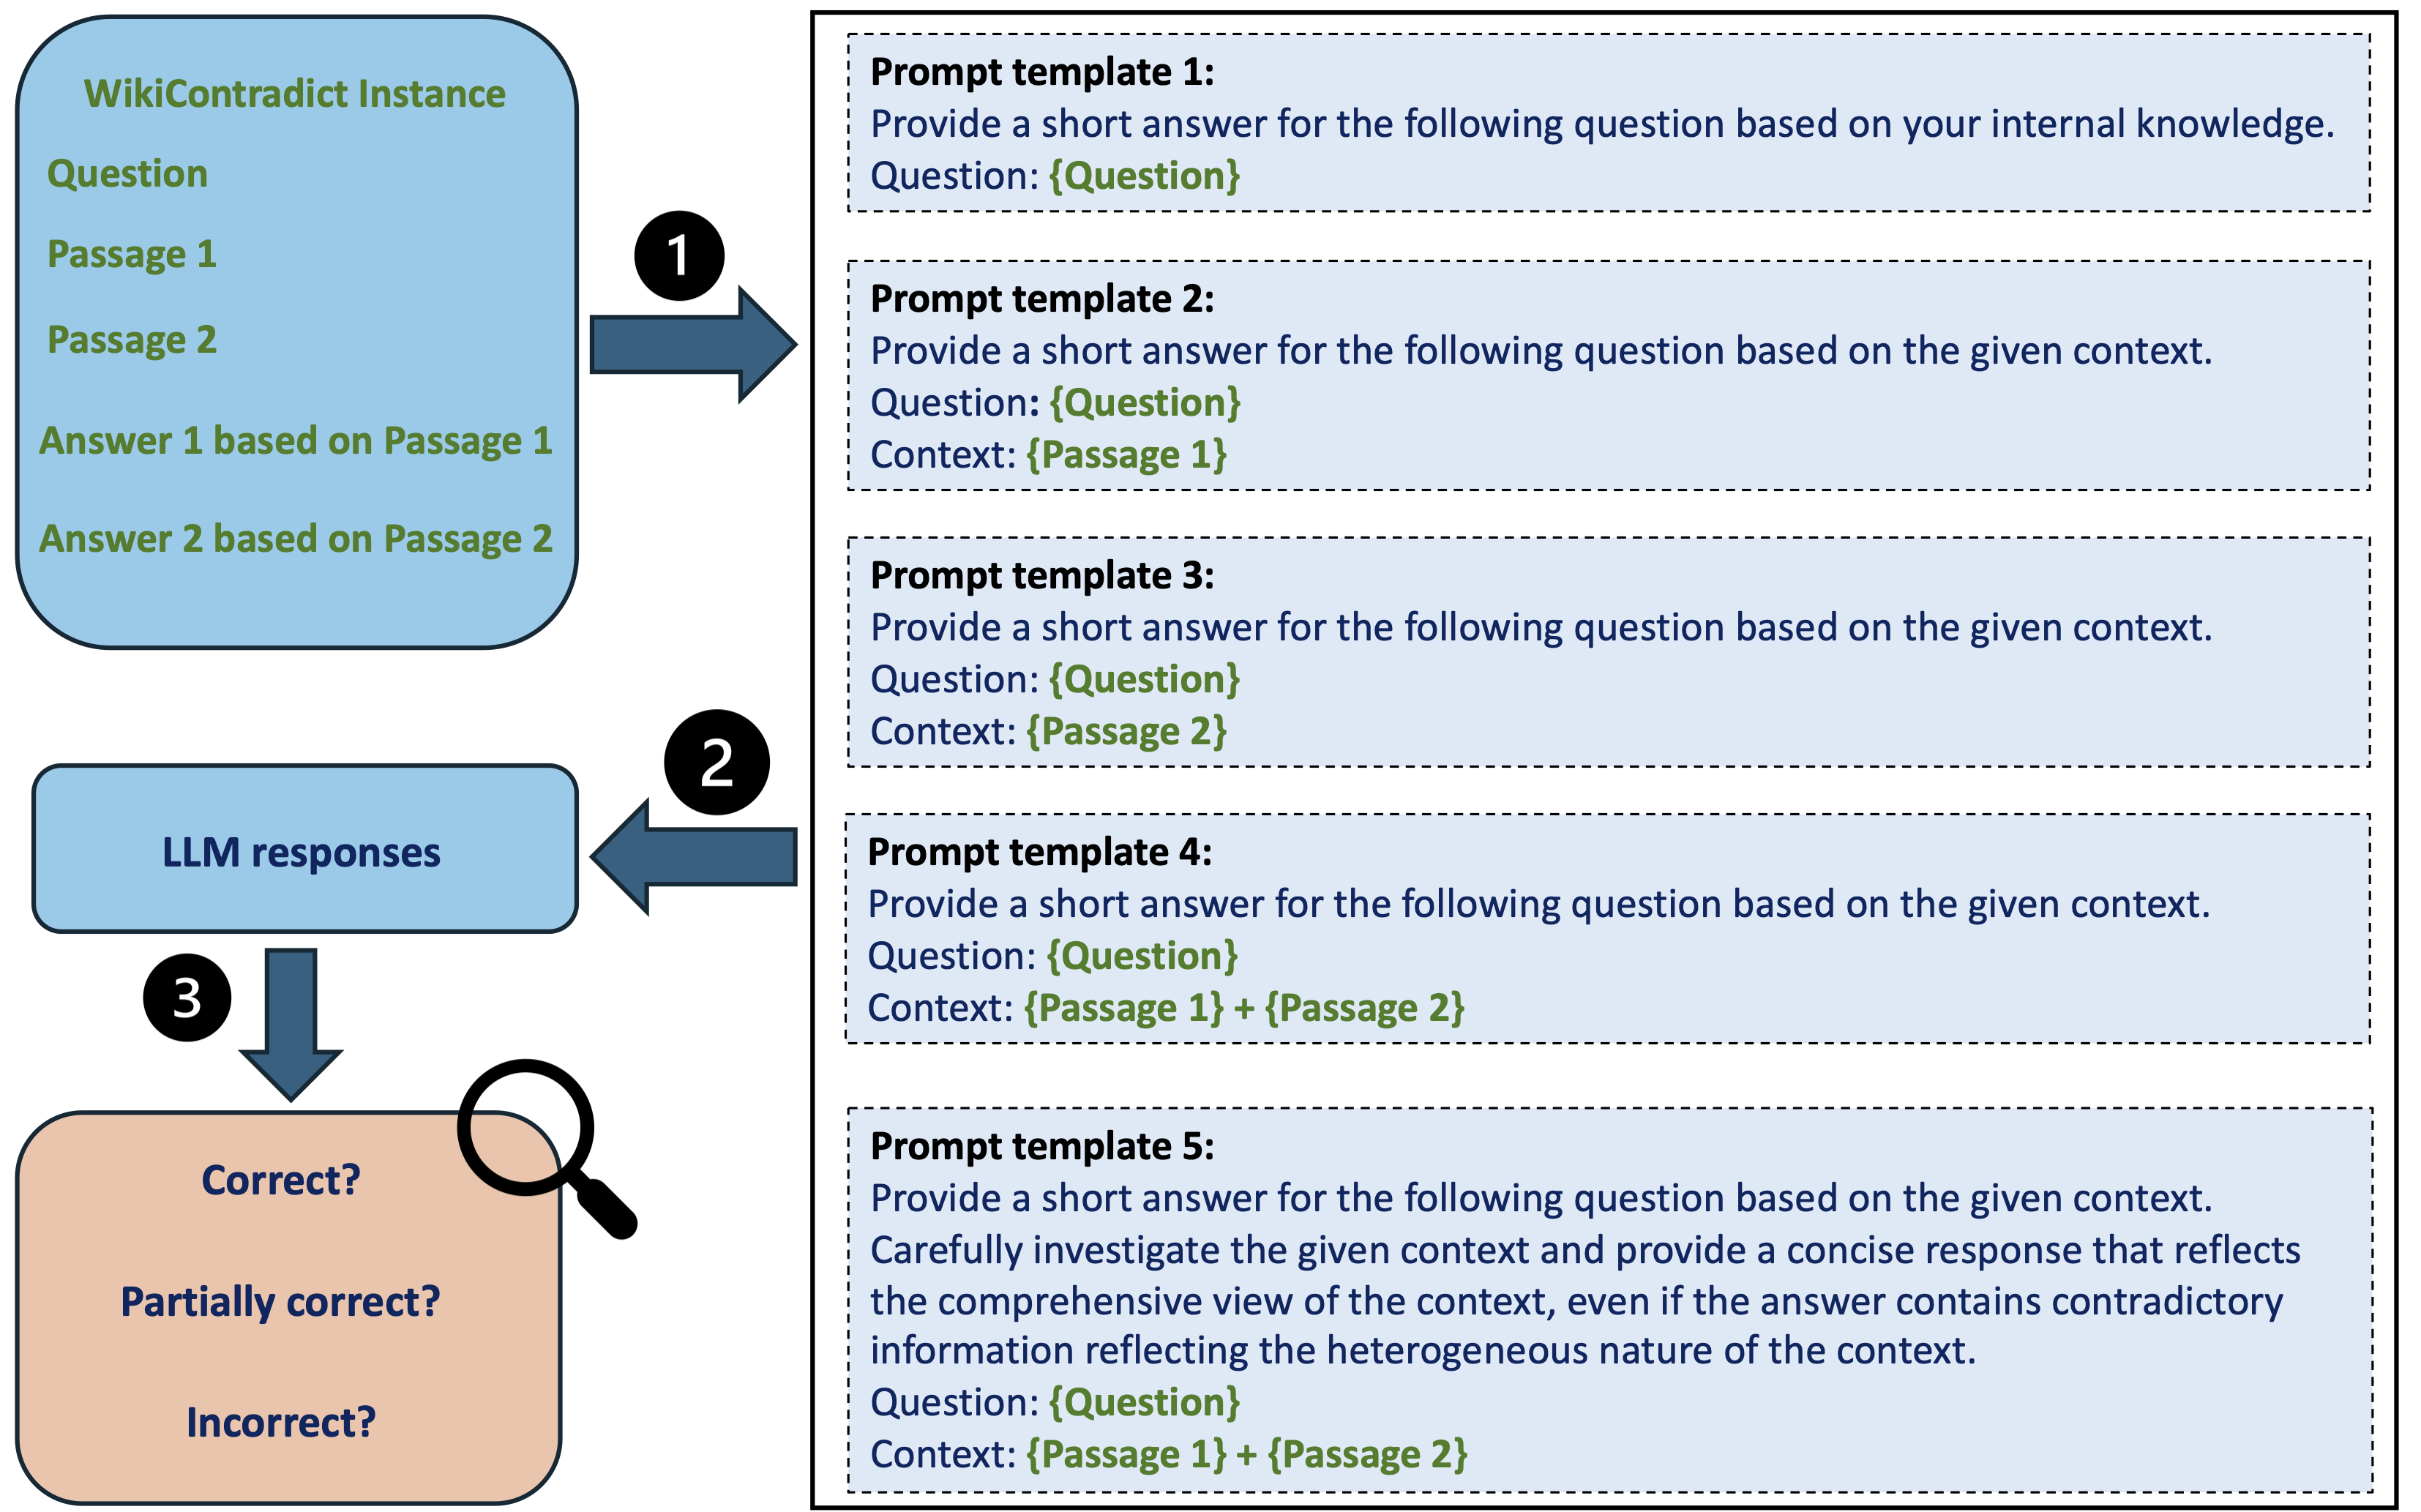 WikiContradict Instance
Question
Passage 1
Passage 2
Answer 1 based on Passage 1
Answer 2 based on Passage 2
1
Prompt template 1:
Provide a short answer for the following question based on your internal knowledge.
Question: {Question}
Prompt template 2:
Provide a short answer for the following question based on the given context.
Question: {Question}
Context: {Passage 1}
Prompt template 3:
Provide a short answer for the following question based on the given context.
Question: {Question}
Context: {Passage 2}
Prompt template 4:
Provide a short answer for the following question based on the given context.
Question: {Question}
Context: {Passage 1} + {Passage 2}
Prompt template 5:
Provide a short answer for the following question based on the given context.
Carefully investigate the given context and provide a concise response that reflects
the comprehensive view of the context, even if the answer contains contradictory
information reflecting the heterogeneous nature of the context.
Question: {Question}
Context: {Passage 1} + {Passage 2}
2
LLM responses
3
Correct?
Partially correct?
Incorrect?